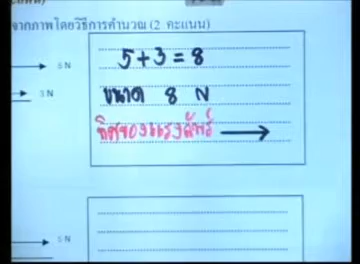 จากภาพโดยวิธีการคำนวณ (2 คะแนน)
5 N
5+3=8
3 N
ขนาด 8 N
ทิศของแรงลัพธ์
5 N